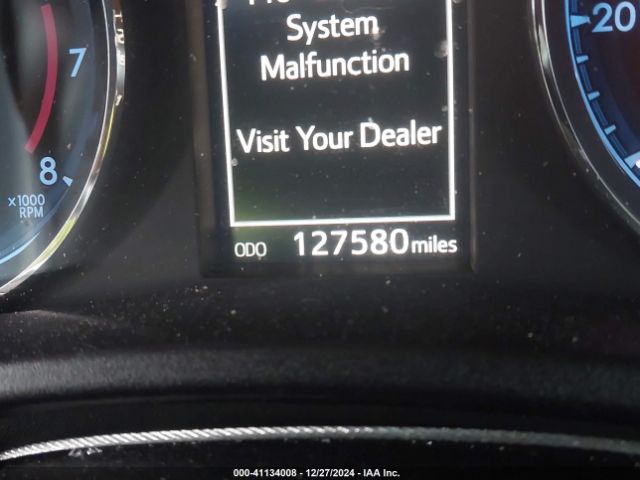 System
Malfunction
Visit Your Dealer
ODO 127580 miles
7
8
x1000
RPM
20
000-41134008 - 12/27/2024 - IAA Inc.